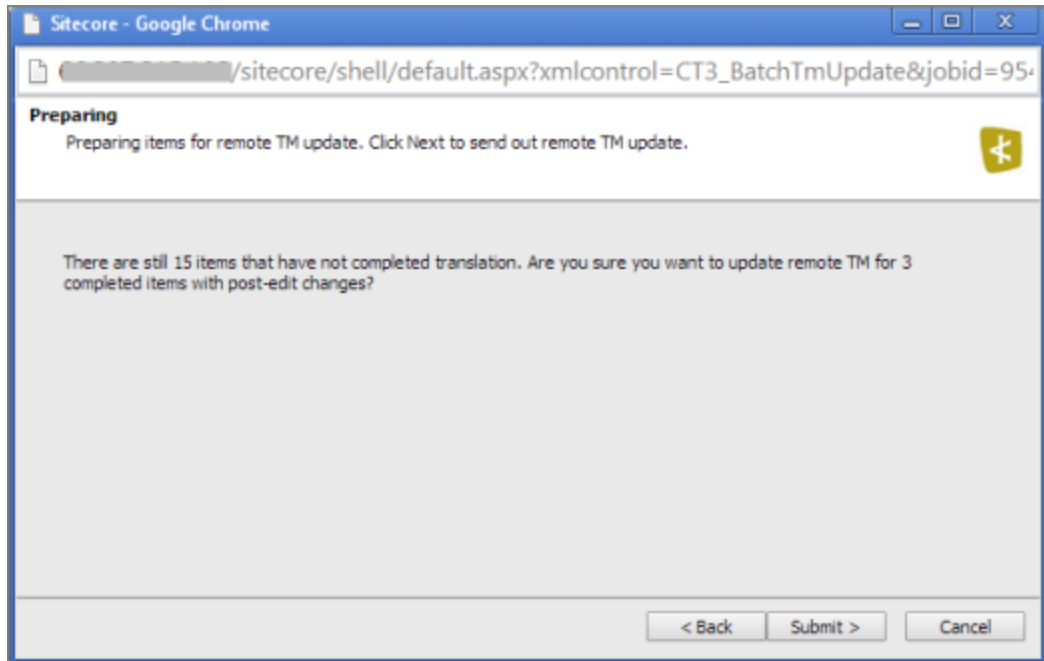 Sitecore - Google Chrome
/sitecore/shell/default.aspx?xmlcontrol=CT3_BatchTmUpdate&jobid=95
Preparing
Preparing items for remote TM update. Click Next to send out remote TM update.
There are still 15 items that have not completed translation. Are you sure you want to update remote TM for 3
completed items with post-edit changes?
< Back Submit > Cancel